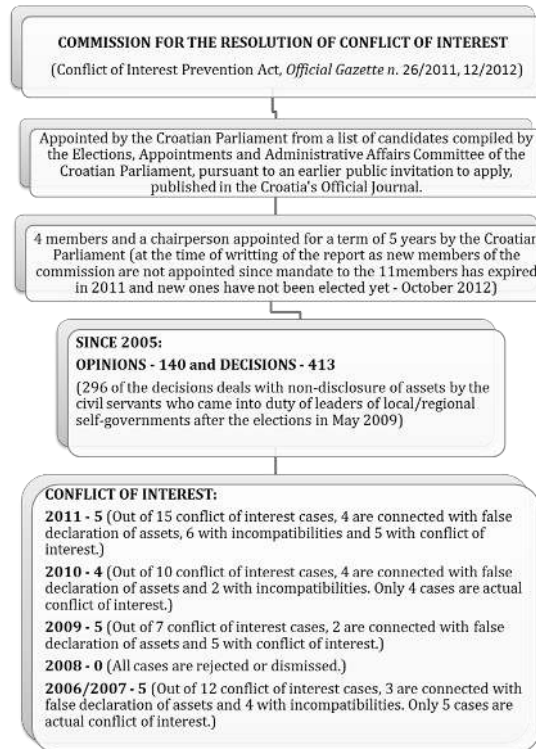 COMMISSION FOR THE RESOLUTION OF CONFLICT OF INTEREST
(Conflict of Interest Prevention Act, Official Gazette n. 26/2011, 12/2012)
Appointed by the Croatian Parliament from a list of candidates compiled by
the Elections, Appointments and Administrative Affairs Committee of the
Croatian Parliament, pursuant to an earlier public invitation to apply,
published in the Croatia's Official Journal.
4 members and a chairperson appointed for a term of 5 years by the Croatian
Parliament (at the time of writting of the report as new members of the
commission are not appointed since mandate to the 11members has expired
in 2011 and new ones have not been elected yet - October 2012)
SINCE 2005:
OPINIONS - 140 and DECISIONS - 413
(296 of the decisions deals with non-disclosure of assets by the
civil servants who came into duty of leaders of local/regional
self-governments after the elections in May 2009)
CONFLICT OF INTEREST:
2011 - 5 (Out of 15 conflict of interest cases, 4 are connected with false
declaration of assets, 6 with incompatibilities and 5 with conflict of
interest.)
2010 - 4 (Out of 10 conflict of interest cases, 4 are connected with false
declaration of assets and 2 with incompatibilities. Only 4 cases are actual
conflict of interest.)
2009 - 5 (Out of 7 conflict of interest cases, 2 are connected with false
declaration of assets and 5 with conflict of interest.)
2008 - 0 (All cases are rejected or dismissed.)
2006/2007 - 5 (Out of 12 conflict of interest cases, 3 are connected with
false declaration of assets and 4 with incompatibilities. Only 5 cases are
actual conflict of interest.)